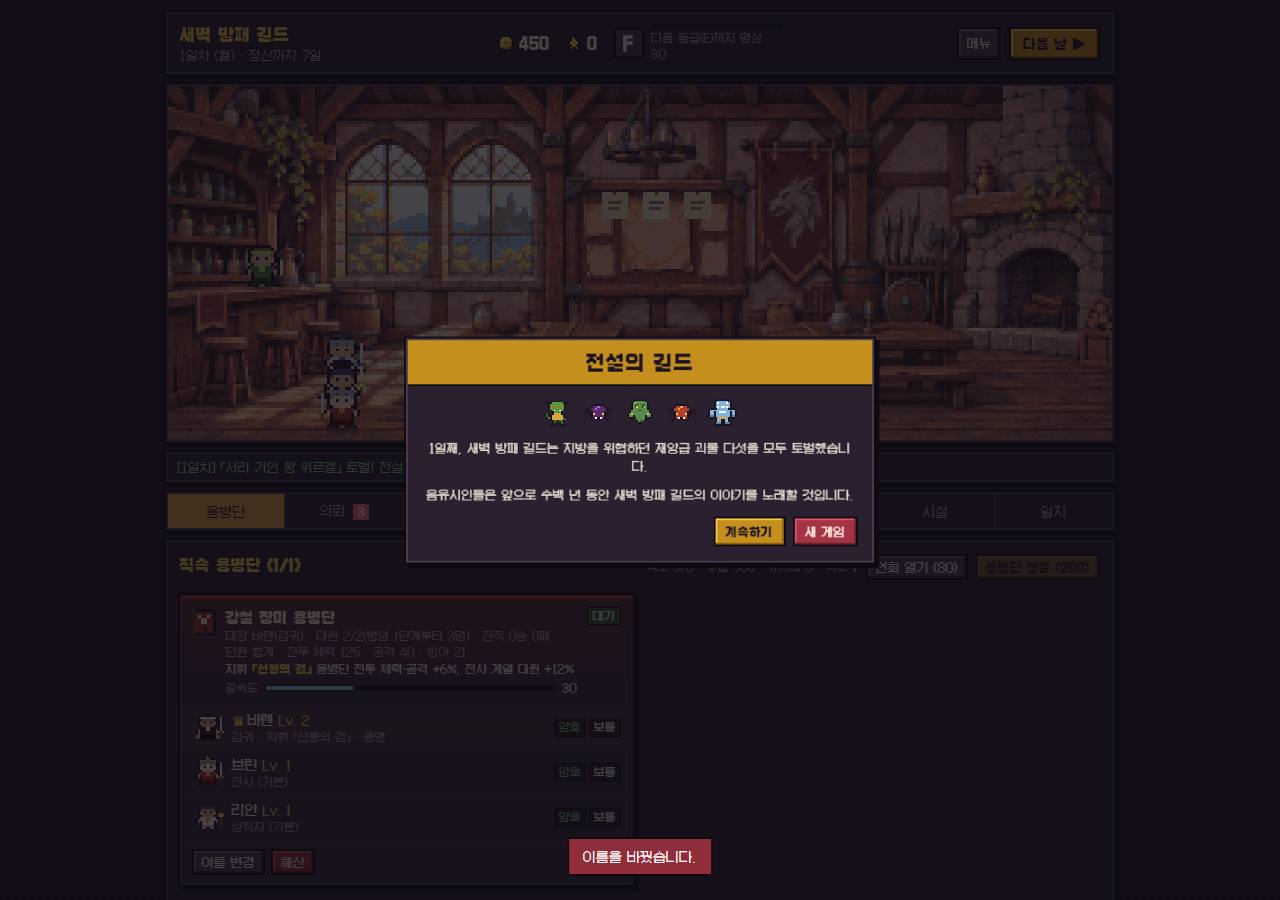 새벽 방패 길드
1일차 (월) · 정산까지 7일
450
0
F
다음 등급(E)까지 명성
80
메뉴
다음 날 ▶
전설의 길드
1일째, 새벽 방패 길드는 지방을 위협하던 재앙급 괴물 다섯을 모두 토벌했습니
다.
음유시인들은 앞으로 수백 년 동안 새벽 방패 길드의 이야기를 노래할 것입니다.
계속하기
새 게임
[1일차] 「서리 거인 왕 위르겔」 토벌! 전설
용병단
의뢰 3
시설
일지
직속 용병단 (1/1)
연회 열기 (80)
용병단 창설 (200)
강철 장미 용병단
대기
대장 바렌(검귀) · 대원 2/2(병영 1단계부터 3명) · 전적 0승 0패
단원 합계 · 전투 체력 125 · 공격 40 · 방어 21
지휘 「선봉의 검」 용병단 전투 체력·공격 +6%, 전사 계열 대원 +12%
결속도
30
바렌 Lv. 2
검귀 · 지휘 「선봉의 검」 · 용맹
양호 보통
브란 Lv. 1
전사 (기본)
양호 보통
리안 Lv. 1
성직자 (기본)
양호 보통
이름 변경
해산
이름을 바꿨습니다.